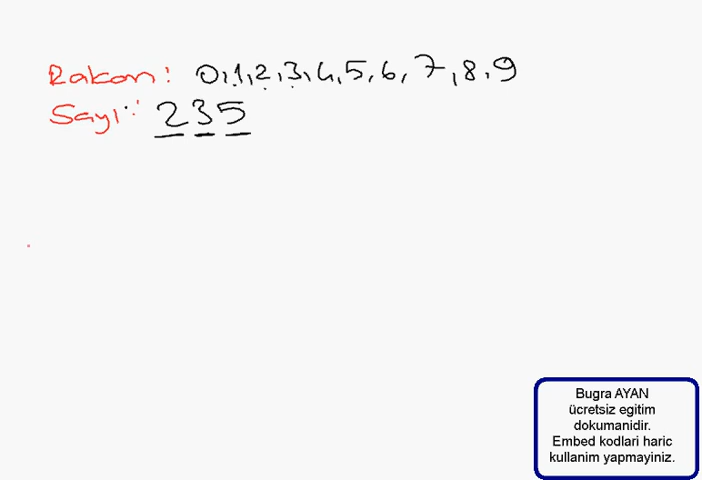 Rakam: 0,1,2,3,4,5,6,7,8,9
Sayı: 235
Bugra AYAN
ücretsiz egitim
dokumanidir.
Embed kodlari haric
kullanim yapmayiniz.